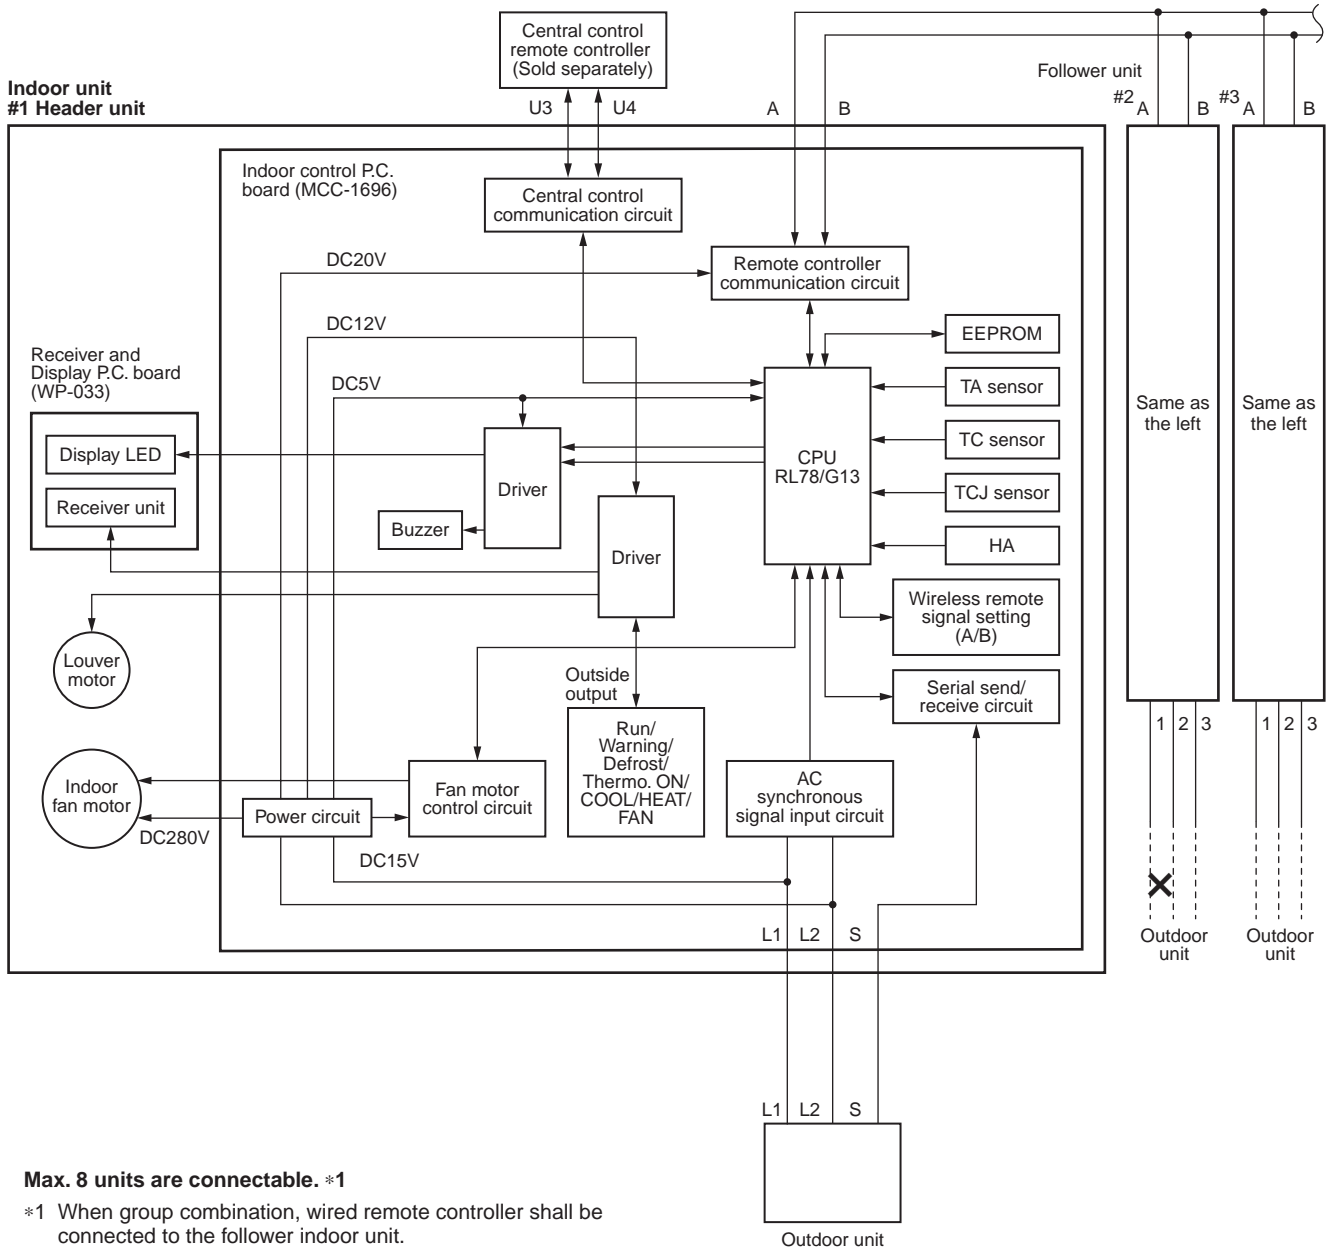 Central control
remote controller
(Sold separately)
Indoor unit
#1 Header unit
U3
U4
A
B
Follower unit
#2
A
B
#3
A
B
Indoor control P.C.
board (MCC-1696)
Central control
communication circuit
DC20V
Remote controller
communication circuit
DC12V
EEPROM
Receiver and
Display P.C. board
(WP-033)
DC5V
TA sensor
Same as
the left
Same as
the left
Display LED
TC sensor
CPU
RL78/G13
Driver
TCJ sensor
Receiver unit
Buzzer
HA
Driver
Wireless remote
signal setting
(A/B)
Louver
motor
Outside
output
Serial send/
receive circuit
Run/
Warning/
Defrost/
Thermo. ON/
COOL/HEAT/
FAN
1
2
3
1
2
3
Indoor
fan motor
Fan motor
control circuit
AC
synchronous
signal input circuit
Power circuit
DC280V
DC15V
L1
L2
S
Outdoor
unit
Outdoor
unit
L1
L2
S
Max. 8 units are connectable. *1
*1 When group combination, wired remote controller shall be
connected to the follower indoor unit.
Outdoor unit